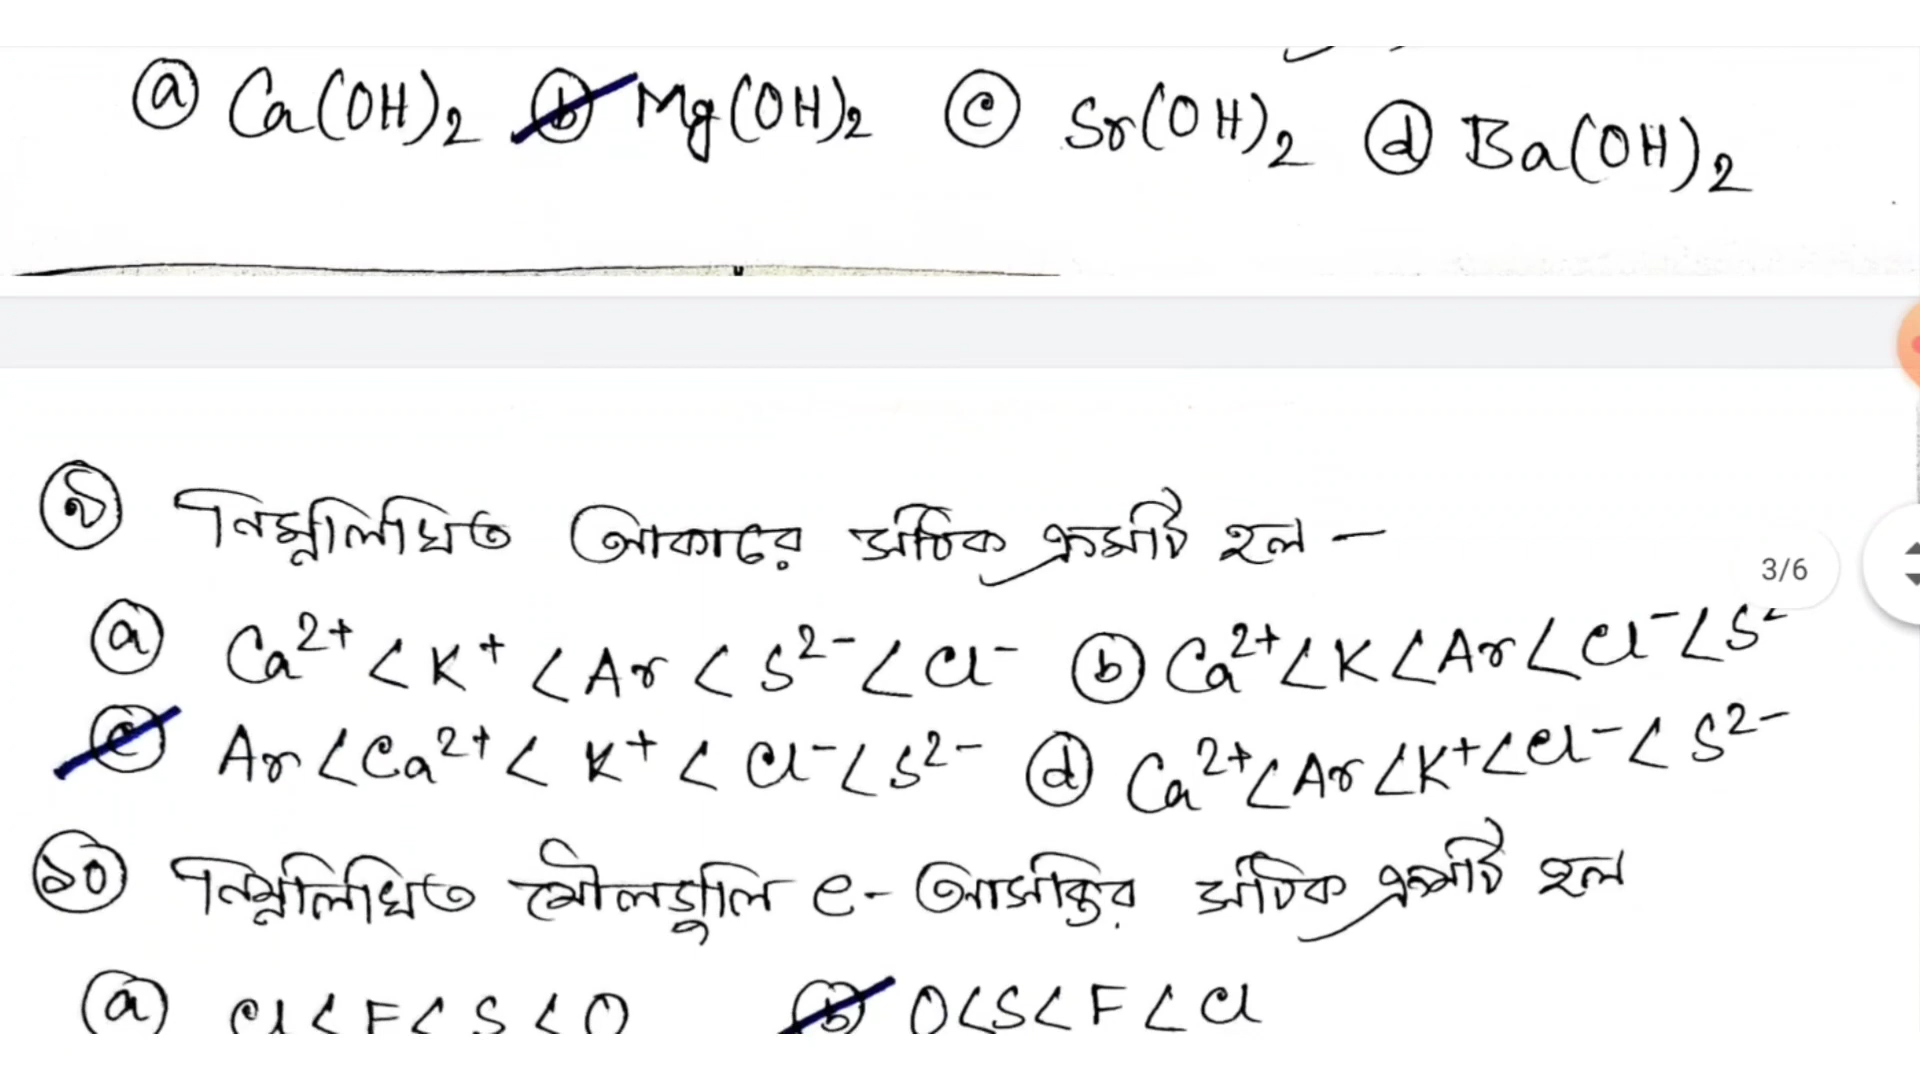 ⓐ Ca(OH)₂ ⓑ Mg(OH)₂ ⓒ Sr(OH)₂ ⓓ Ba(OH)₂
৯ নিম্নলিখিত আকারের সঠিক ক্রমটি হল –
3/6
ⓐ Ca²⁺ < K⁺ < Ar < S²⁻ < Cl⁻ ⓑ Ca²⁺ < K < Ar < Cl⁻ < S²⁻
ⓒ Ar < Ca²⁺ < K⁺ < Cl⁻ < S²⁻ ⓓ Ca²⁺ < Ar < K⁺ < Cl⁻ < S²⁻
১০ নিম্নলিখিত মৌলগুলি e- আসক্তির সঠিক ক্রমটি হল
ⓐ Cl < F < S < O ⓑ O < S < F < Cl